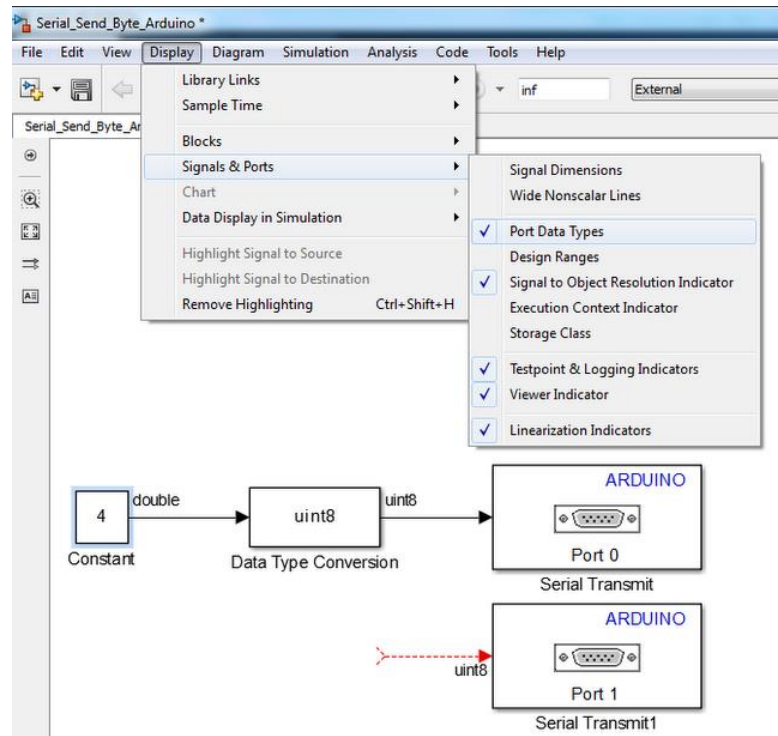 Serial_Send_Byte_Arduino *
File Edit View Display Diagram Simulation Analysis Code Tools Help
inf External
Library Links
Sample Time
Blocks
Signals & Ports
Chart
Data Display in Simulation
Highlight Signal to Source
Highlight Signal to Destination
Remove Highlighting Ctrl+Shift+H
Signal Dimensions
Wide Nonscalar Lines
Port Data Types
Design Ranges
Signal to Object Resolution Indicator
Execution Context Indicator
Storage Class
Testpoint & Logging Indicators
Viewer Indicator
Linearization Indicators
Serial_Send_Byte_Ar
4
Constant
double
uint8
Data Type Conversion
uint8
ARDUINO
Port 0
Serial Transmit
uint8
ARDUINO
Port 1
Serial Transmit1